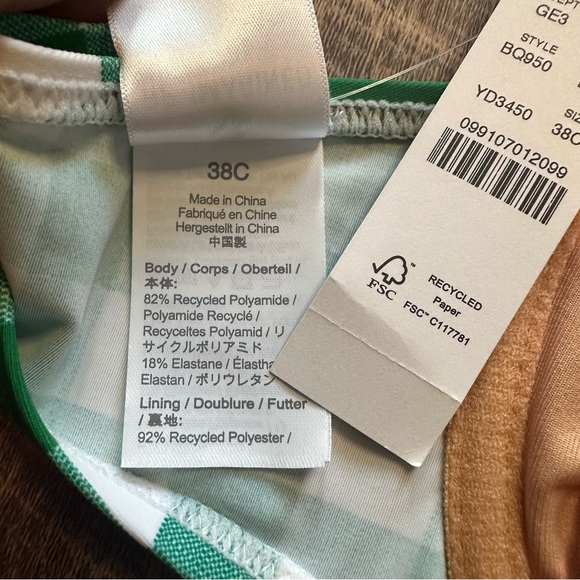 38C
Made in China
Fabriqué en Chine
Hergestellt in China
中国製
Body / Corps / Oberteil /
本体:
82% Recycled Polyamide /
Polyamide Recyclé /
Recyceltes Polyamid / リ
サイクルポリアミド
18% Elastane / Élastha
Elastan / ポリウレタン
Lining / Doublure / Futter
/ 裏地:
92% Recycled Polyester /
GE3
STYLE
BQ950
YD3450
38C
099107012099
FSC™
RECYCLED
Paper
FSC™ C117781